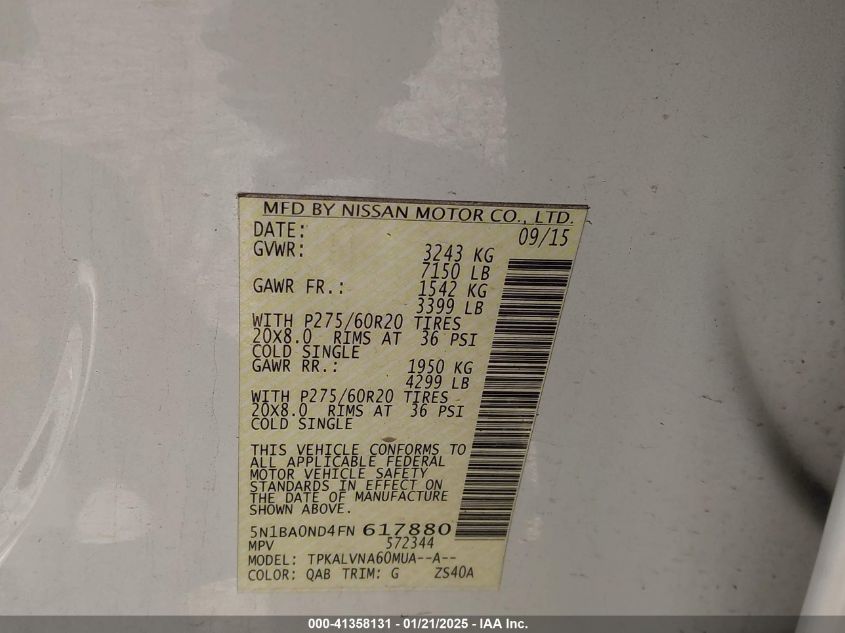 MFD BY NISSAN MOTOR CO., LTD.
DATE: 09/15
GVWR: 3243 KG
7150 LB
GAWR FR.: 1542 KG
3399 LB
WITH P275/60R20 TIRES
20X8.0 RIMS AT 36 PSI
COLD SINGLE
GAWR RR.: 1950 KG
4299 LB
WITH P275/60R20 TIRES
20X8.0 RIMS AT 36 PSI
COLD SINGLE
THIS VEHICLE CONFORMS TO
ALL APPLICABLE FEDERAL
MOTOR VEHICLE SAFETY
STANDARDS IN EFFECT ON
THE DATE OF MANUFACTURE
SHOWN ABOVE.
5N1BA0ND4FN 617880
MPV 572344
MODEL: TPKALVNA60MUA--A--
COLOR: QAB TRIM: G ZS40A
000-41358131 - 01/21/2025 - IAA Inc.